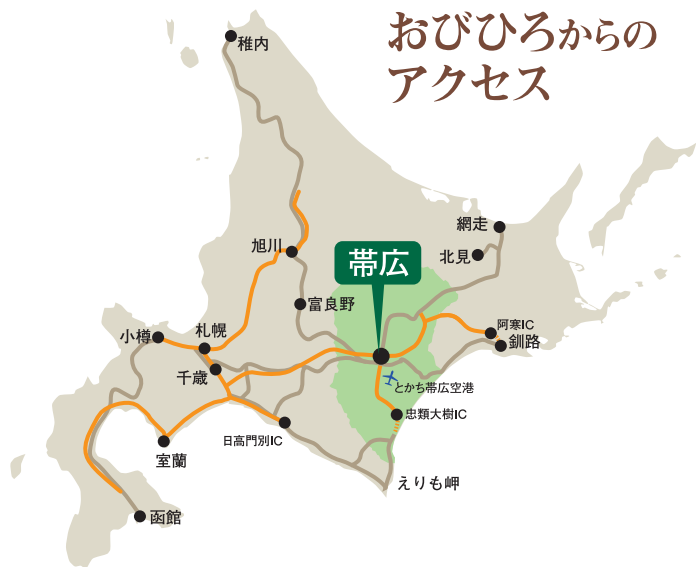 おびひろからの
アクセス
稚内
網走
旭川
帯広
北見
富良野
小樽
札幌
阿寒IC
釧路
千歳
とかち帯広空港
忠類大樹IC
日高門別IC
室蘭
えりも岬
函館